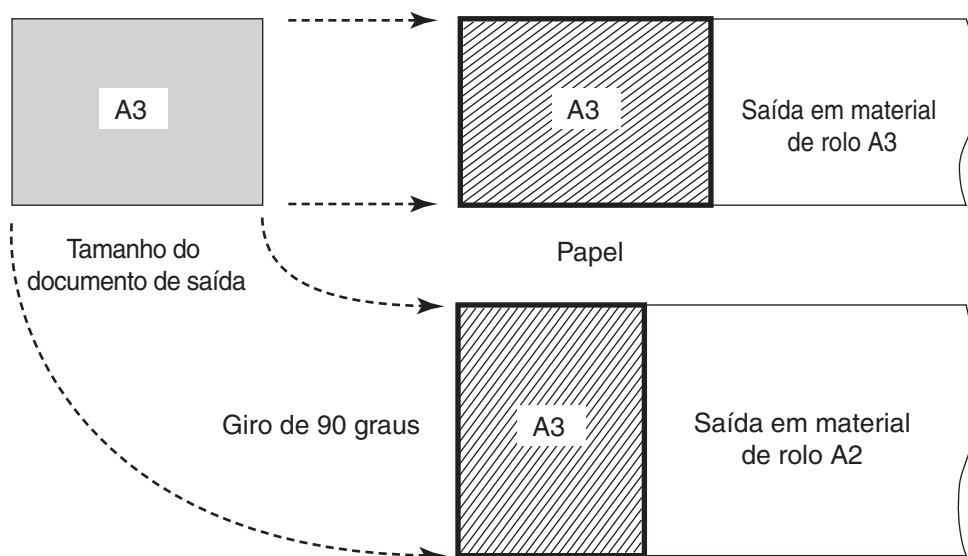 A3
A3
Saída em material
de rolo A3
Tamanho do
documento de saída
Papel
Giro de 90 graus
A3
Saída em material
de rolo A2